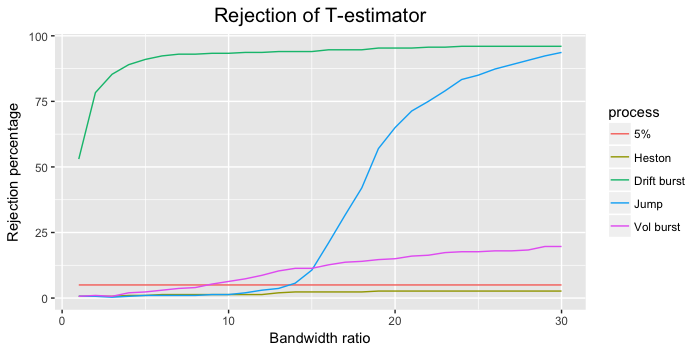 Rejection of T-estimator
Rejection percentage
100
75
50
25
0
0
10
20
30
Bandwidth ratio
process
5%
Heston
Drift burst
Jump
Vol burst